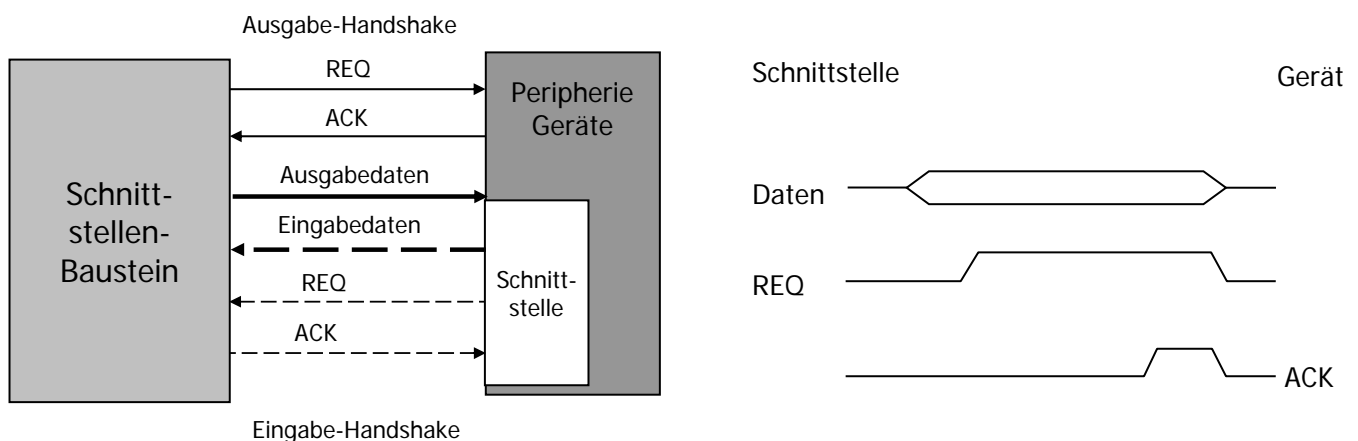 Ausgabe-Handshake
REQ
ACK
Ausgabedaten
Eingabedaten
REQ
ACK
Schnitt-
stellen-
Baustein
Peripherie
Geräte
Schnitt-
stelle
Eingabe-Handshake
Schnittstelle
Gerät
Daten
REQ
ACK